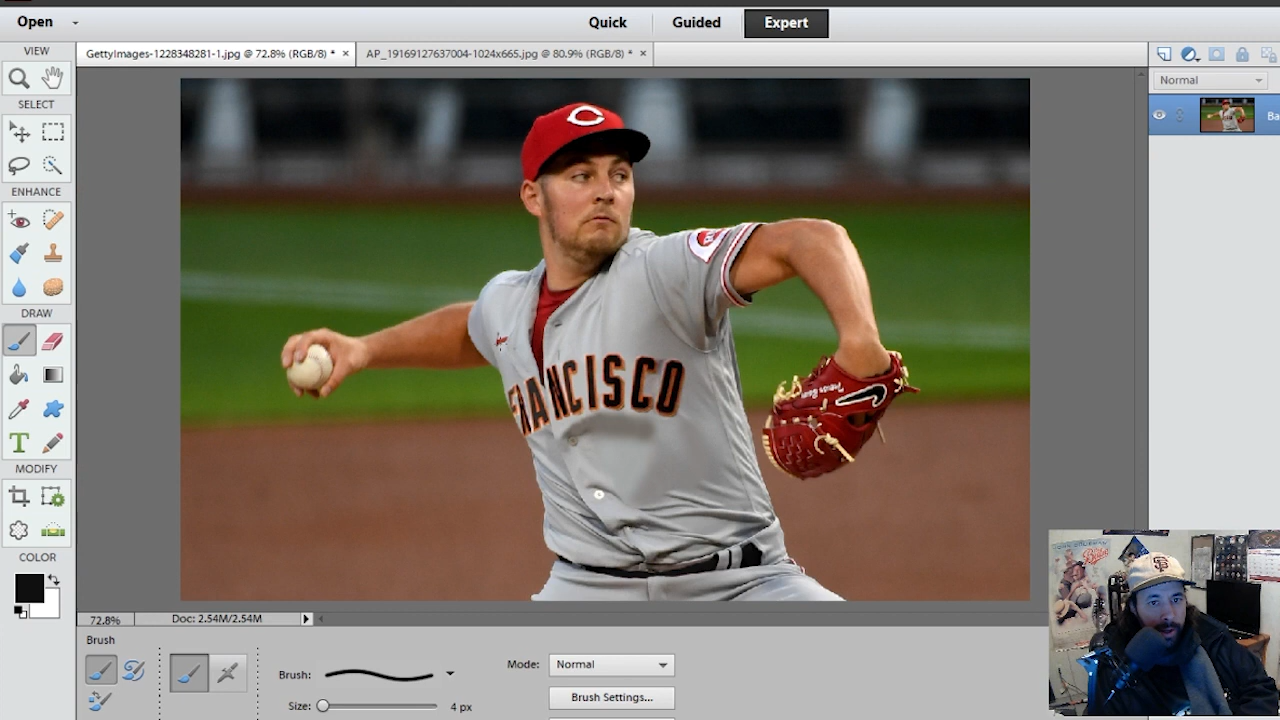 Open
Quick
Guided
Expert
VIEW
GettyImages-1228348281-1.jpg @ 72.8% (RGB/8) * ×
AP_19169127637004-1024x665.jpg @ 80.9% (RGB/8) * ×
Normal
SELECT
Ba
C
ENHANCE
FRANCISCO
DRAW
T
MODIFY
COLOR
72.8%
Doc: 2.54M/2.54M
Brush
Brush:
Mode:
Normal
Size:
4 px
Brush Settings...
SF